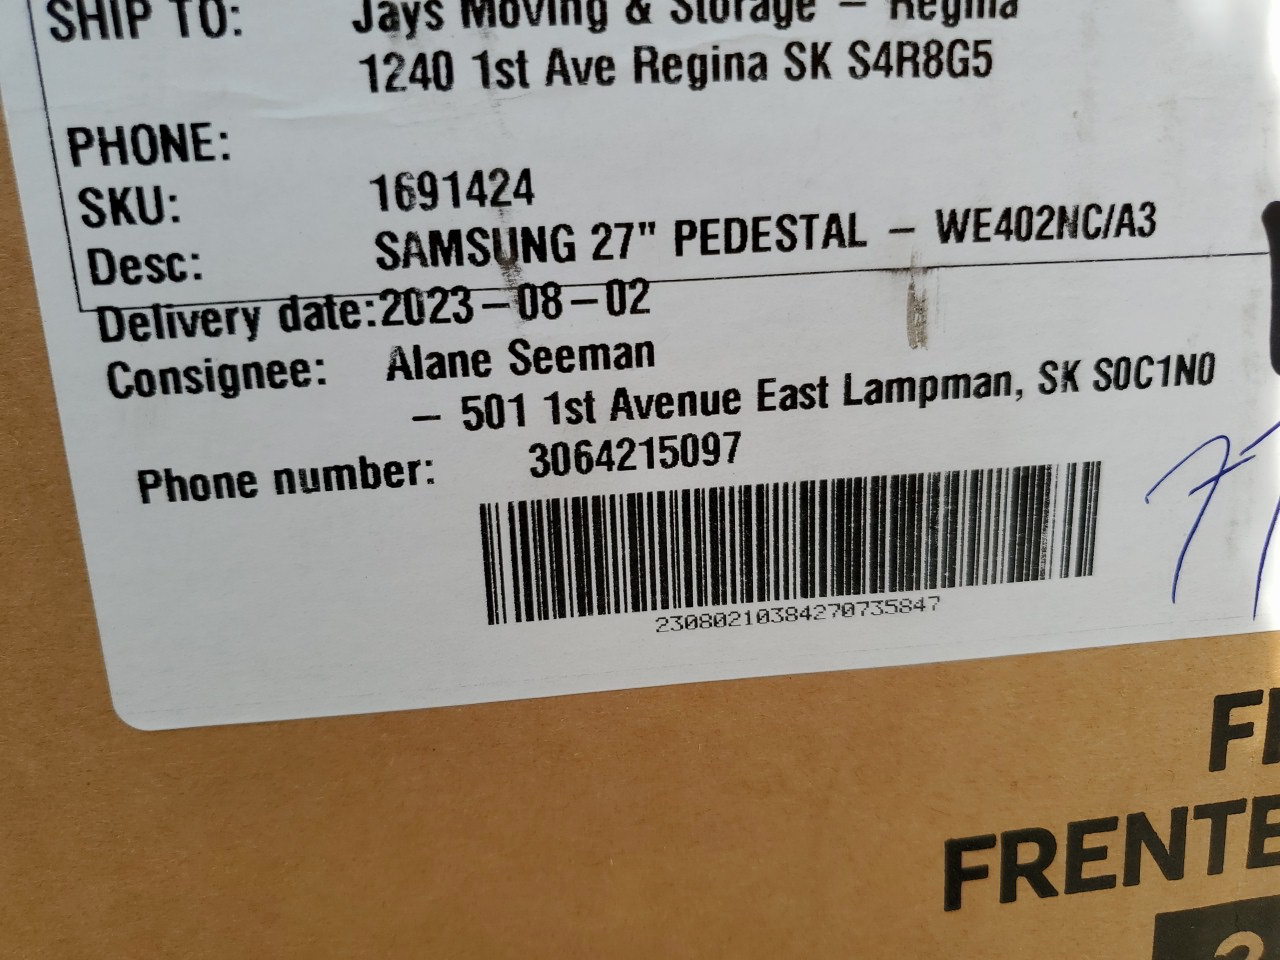 SHIP TO: Jays Moving & Storage – Regina
1240 1st Ave Regina SK S4R8G5
PHONE:
SKU: 1691424
Desc: SAMSUNG 27" PEDESTAL – WE402NC/A3
Delivery date:2023-08-02
Consignee: Alane Seeman
– 501 1st Avenue East Lampman, SK S0C1N0
Phone number: 3064215097
23080210384270735847
FRENTE